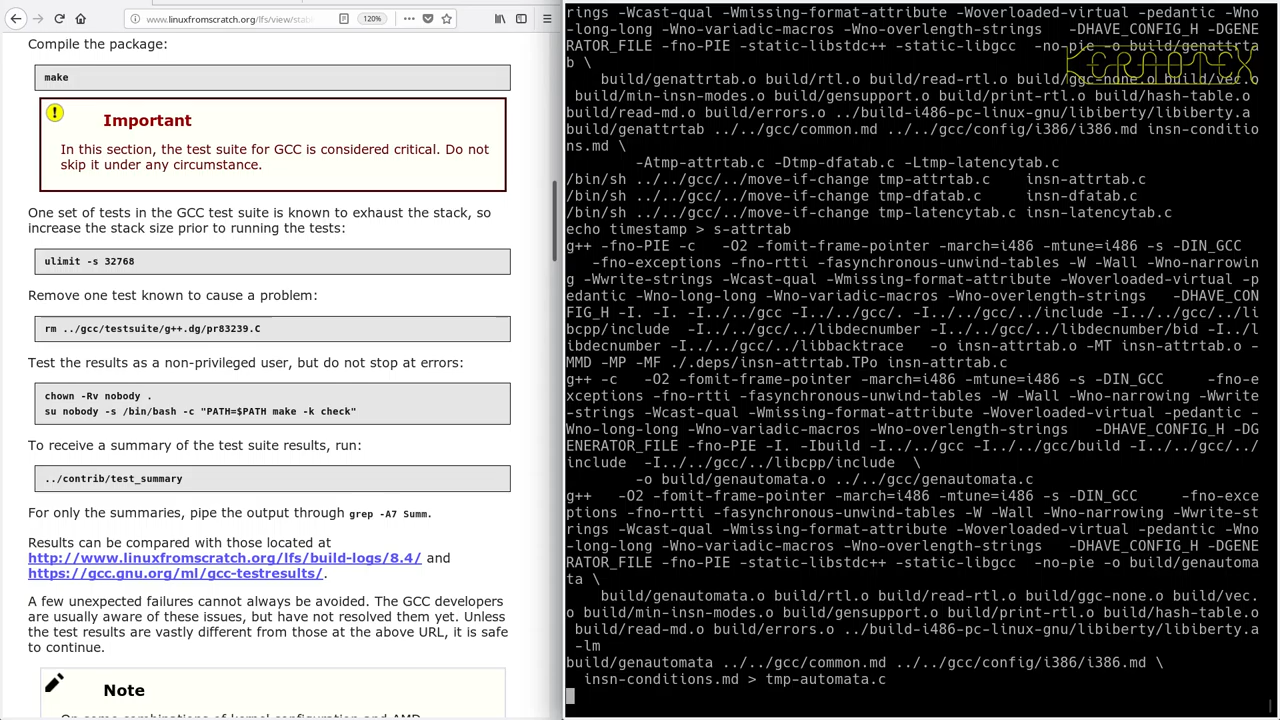 www.linuxfromscratch.org/lfs/view/stab
120%
Compile the package:
make
Important
In this section, the test suite for GCC is considered critical. Do not
skip it under any circumstance.
One set of tests in the GCC test suite is known to exhaust the stack, so
increase the stack size prior to running the tests:
ulimit -s 32768
Remove one test known to cause a problem:
rm ../gcc/testsuite/g++.dg/pr83239.C
Test the results as a non-privileged user, but do not stop at errors:
chown -Rv nobody .
su nobody -s /bin/bash -c "PATH=$PATH make -k check"
To receive a summary of the test suite results, run:
../contrib/test_summary
For only the summaries, pipe the output through grep -A7 Summ.
Results can be compared with those located at
http://www.linuxfromscratch.org/lfs/build-logs/8.4/ and
https://gcc.gnu.org/ml/gcc-testresults/.
A few unexpected failures cannot always be avoided. The GCC developers
are usually aware of these issues, but have not resolved them yet. Unless
the test results are vastly different from those at the above URL, it is safe
to continue.
Note
rings -Wcast-qual -Wmissing-format-attribute -Woverloaded-virtual -pedantic -Wno
-long-long -Wno-variadic-macros -Wno-overlength-strings   -DHAVE_CONFIG_H -DGENE
RATOR_FILE -fno-PIE -static-libstdc++ -static-libgcc  -no-pie -o build/genattrta
b \
    build/genattrtab.o build/rtl.o build/read-rtl.o build/ggc-none.o build/vec.o
 build/min-insn-modes.o build/gensupport.o build/print-rtl.o build/hash-table.o
build/read-md.o build/errors.o ../build-i486-pc-linux-gnu/libiberty/libiberty.a
build/genattrtab ../../gcc/common.md ../../gcc/config/i386/i386.md insn-conditio
ns.md \
        -Atmp-attrtab.c -Dtmp-dfatab.c -Ltmp-latencytab.c
/bin/sh ../../gcc/../move-if-change tmp-attrtab.c    insn-attrtab.c
/bin/sh ../../gcc/../move-if-change tmp-dfatab.c     insn-dfatab.c
/bin/sh ../../gcc/../move-if-change tmp-latencytab.c insn-latencytab.c
echo timestamp > s-attrtab
g++ -fno-PIE -c   -O2 -fomit-frame-pointer -march=i486 -mtune=i486 -s -DIN_GCC
   -fno-exceptions -fno-rtti -fasynchronous-unwind-tables -W -Wall -Wno-narrowin
g -Wwrite-strings -Wcast-qual -Wmissing-format-attribute -Woverloaded-virtual -p
edantic -Wno-long-long -Wno-variadic-macros -Wno-overlength-strings   -DHAVE_CON
FIG_H -I. -I. -I../../gcc -I../../gcc/. -I../../gcc/../include -I../../gcc/../li
bcpp/include  -I../../gcc/../libdecnumber -I../../gcc/../libdecnumber/bid -I../l
ibdecnumber -I../../gcc/../libbacktrace   -o insn-attrtab.o -MT insn-attrtab.o -
MMD -MP -MF ./.deps/insn-attrtab.TPo insn-attrtab.c
g++ -c   -O2 -fomit-frame-pointer -march=i486 -mtune=i486 -s -DIN_GCC     -fno-e
xceptions -fno-rtti -fasynchronous-unwind-tables -W -Wall -Wno-narrowing -Wwrite
-strings -Wcast-qual -Wmissing-format-attribute -Woverloaded-virtual -pedantic -
Wno-long-long -Wno-variadic-macros -Wno-overlength-strings   -DHAVE_CONFIG_H -DG
ENERATOR_FILE -fno-PIE -I. -Ibuild -I../../gcc -I../../gcc/build -I../../gcc/../
include  -I../../gcc/../libcpp/include  \
        -o build/genautomata.o ../../gcc/genautomata.c
g++   -O2 -fomit-frame-pointer -march=i486 -mtune=i486 -s -DIN_GCC     -fno-exce
ptions -fno-rtti -fasynchronous-unwind-tables -W -Wall -Wno-narrowing -Wwrite-st
rings -Wcast-qual -Wmissing-format-attribute -Woverloaded-virtual -pedantic -Wno
-long-long -Wno-variadic-macros -Wno-overlength-strings   -DHAVE_CONFIG_H -DGENE
RATOR_FILE -fno-PIE -static-libstdc++ -static-libgcc  -no-pie -o build/genautoma
ta \
    build/genautomata.o build/rtl.o build/read-rtl.o build/ggc-none.o build/vec.
o build/min-insn-modes.o build/gensupport.o build/print-rtl.o build/hash-table.o
 build/read-md.o build/errors.o ../build-i486-pc-linux-gnu/libiberty/libiberty.a
 -lm
build/genautomata ../../gcc/common.md ../../gcc/config/i386/i386.md \
  insn-conditions.md > tmp-automata.c